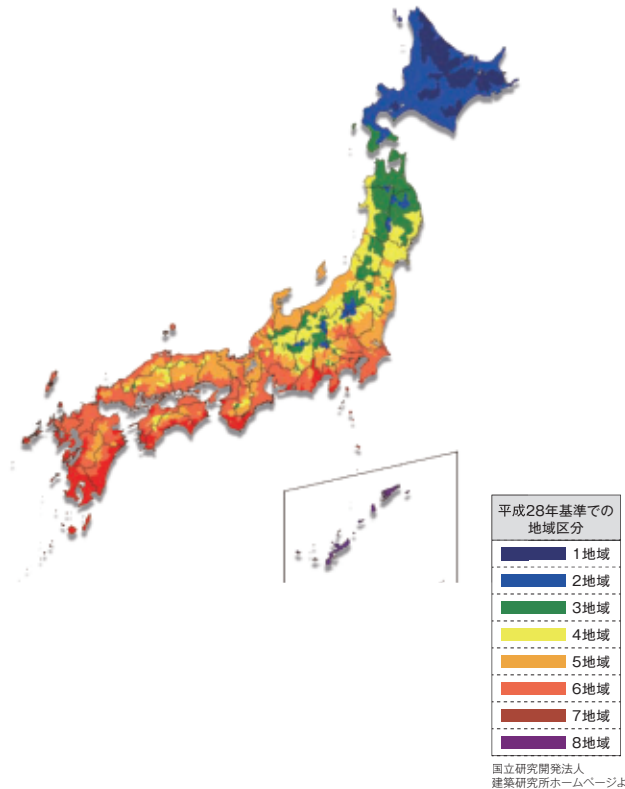 平成28年基準での
地域区分
1地域
2地域
3地域
4地域
5地域
6地域
7地域
8地域
国立研究開発法人
建築研究所ホームページよ